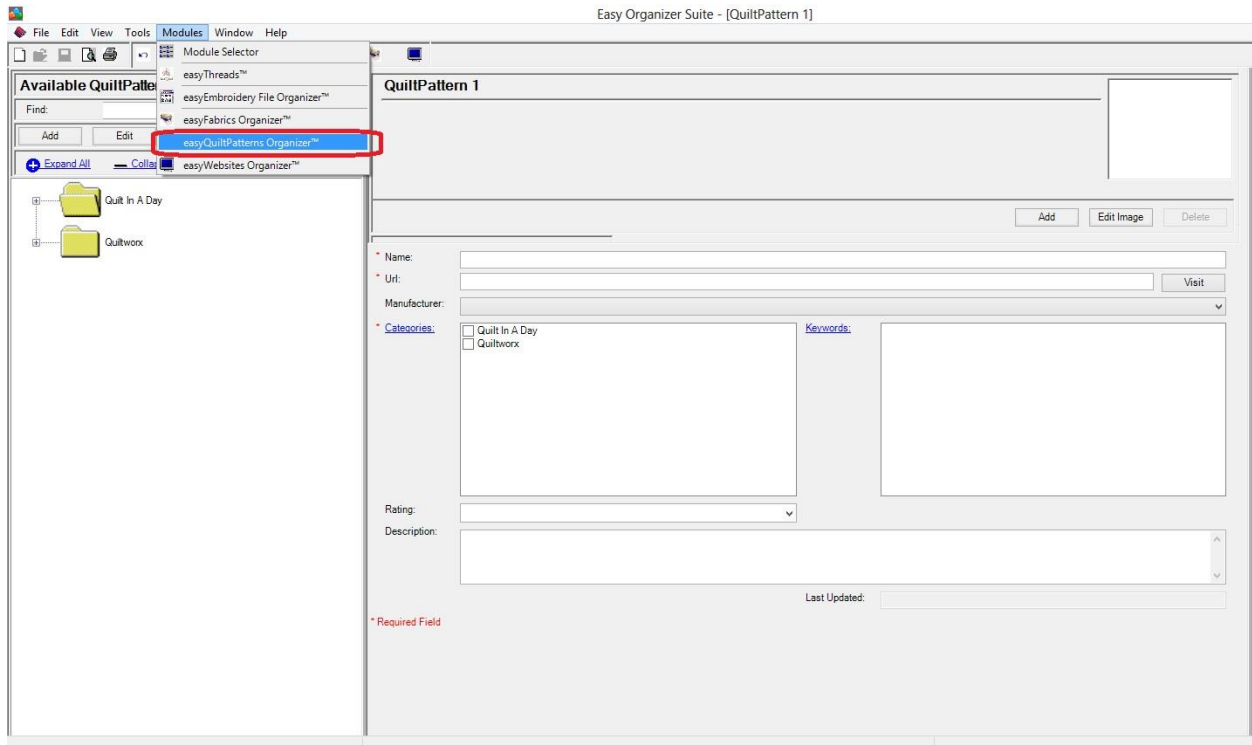 Easy Organizer Suite - [QuiltPattern 1]
File Edit View Tools Modules Window Help
Module Selector
easyThreads™
easyEmbroidery File Organizer™
easyFabrics Organizer™
easyQuiltPatterns Organizer™
easyWebsites Organizer™
Available QuiltPatte
Find:
Add Edit
Expand All Collap
Quilt In A Day
Quiltworx
QuiltPattern 1
Add Edit Image Delete
* Name:
* Url: Visit
Manufacturer:
* Categories: Quilt In A Day Keywords:
Quiltworx
Rating:
Description:
Last Updated:
* Required Field